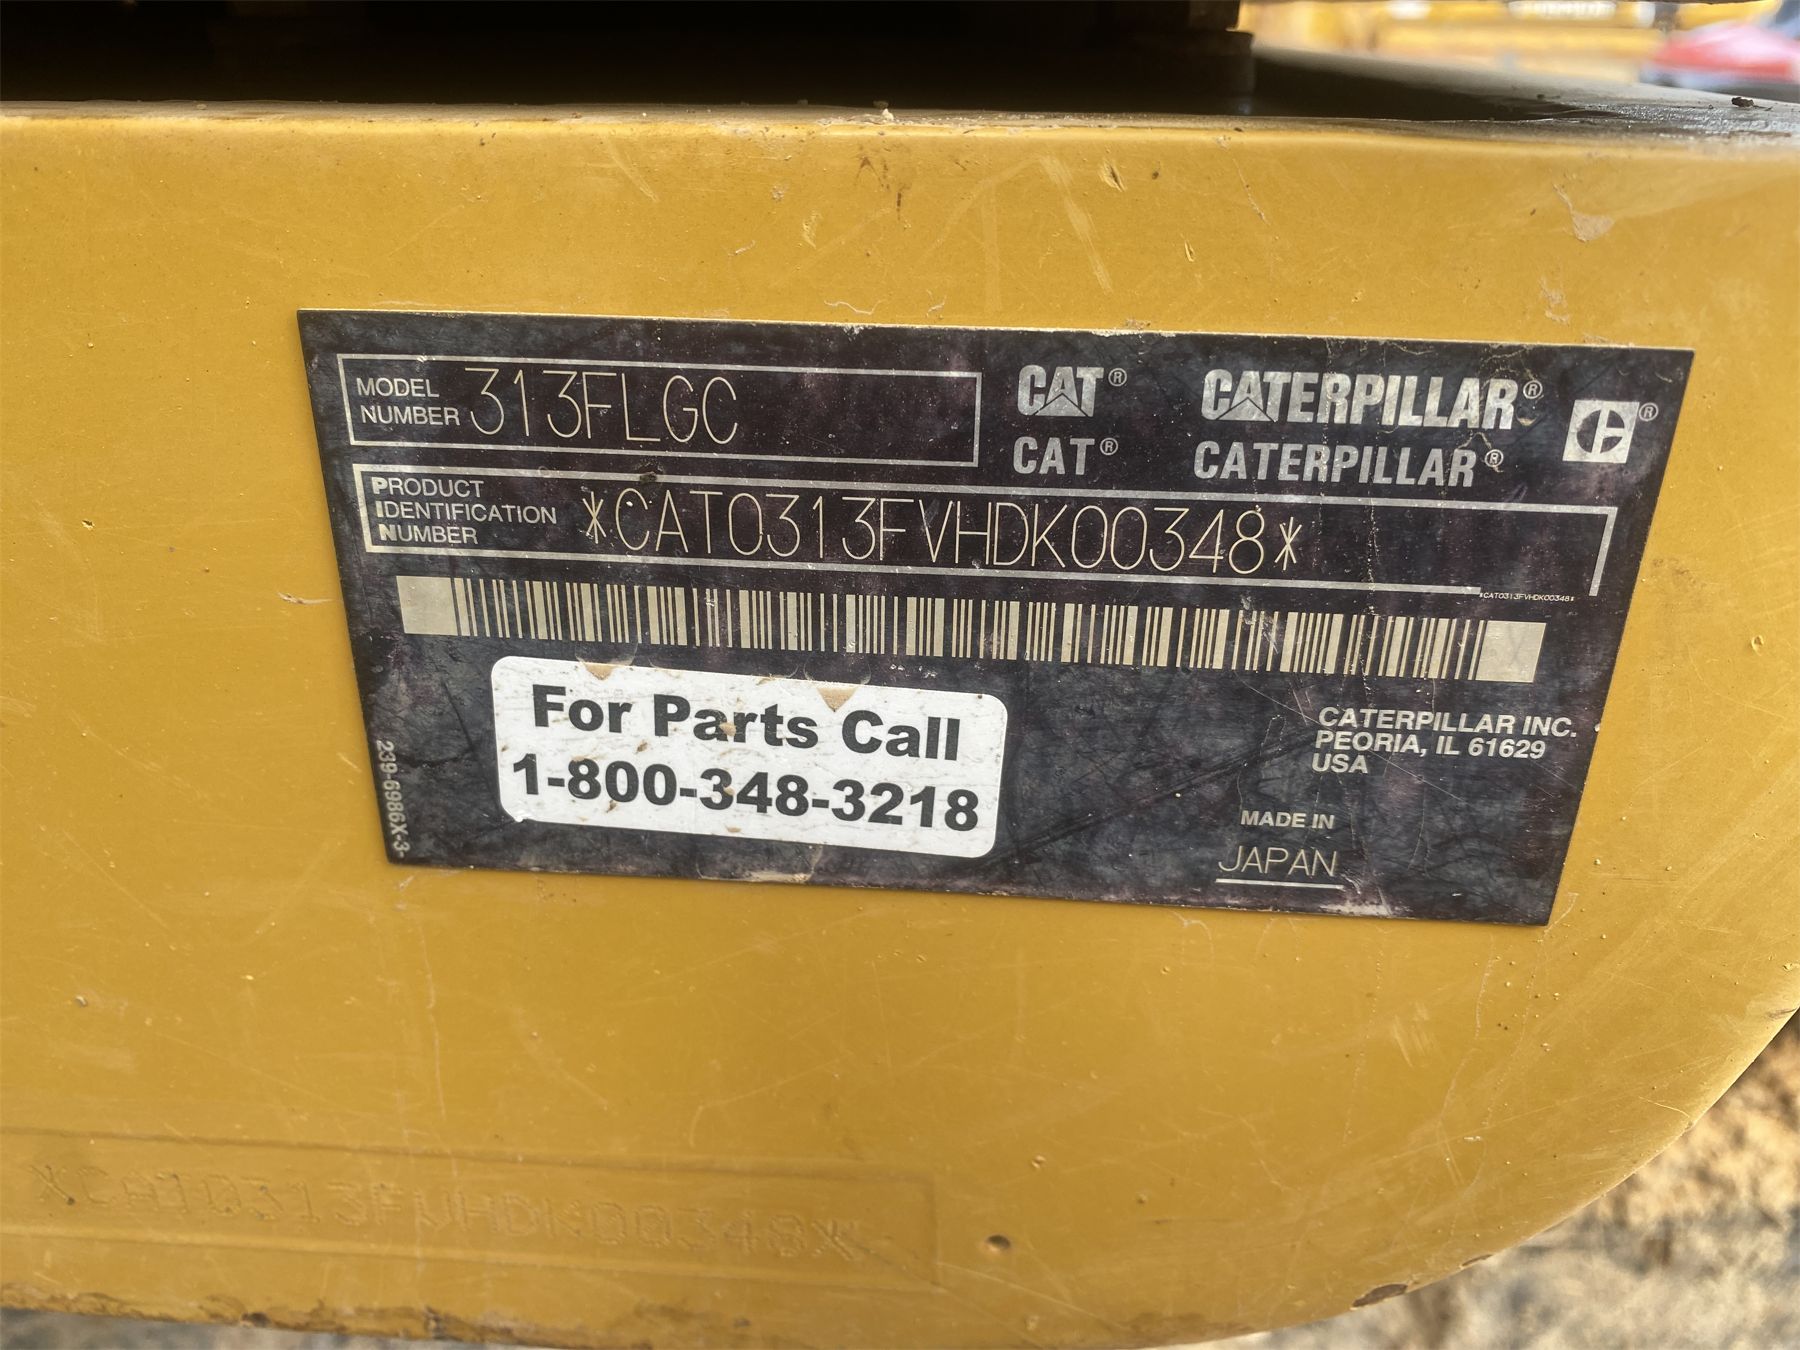 MODEL
NUMBER 313FLGC
CAT® CATERPILLAR®
CAT® CATERPILLAR®
PRODUCT
IDENTIFICATION
NUMBER *CAT0313FVHDK00348*
*CAT0313FVHDK00348*
For Parts Call
1-800-348-3218
CATERPILLAR INC.
PEORIA, IL 61629
USA
MADE IN
JAPAN
239-6986X-3-
*CAT0313FVHDK00348*